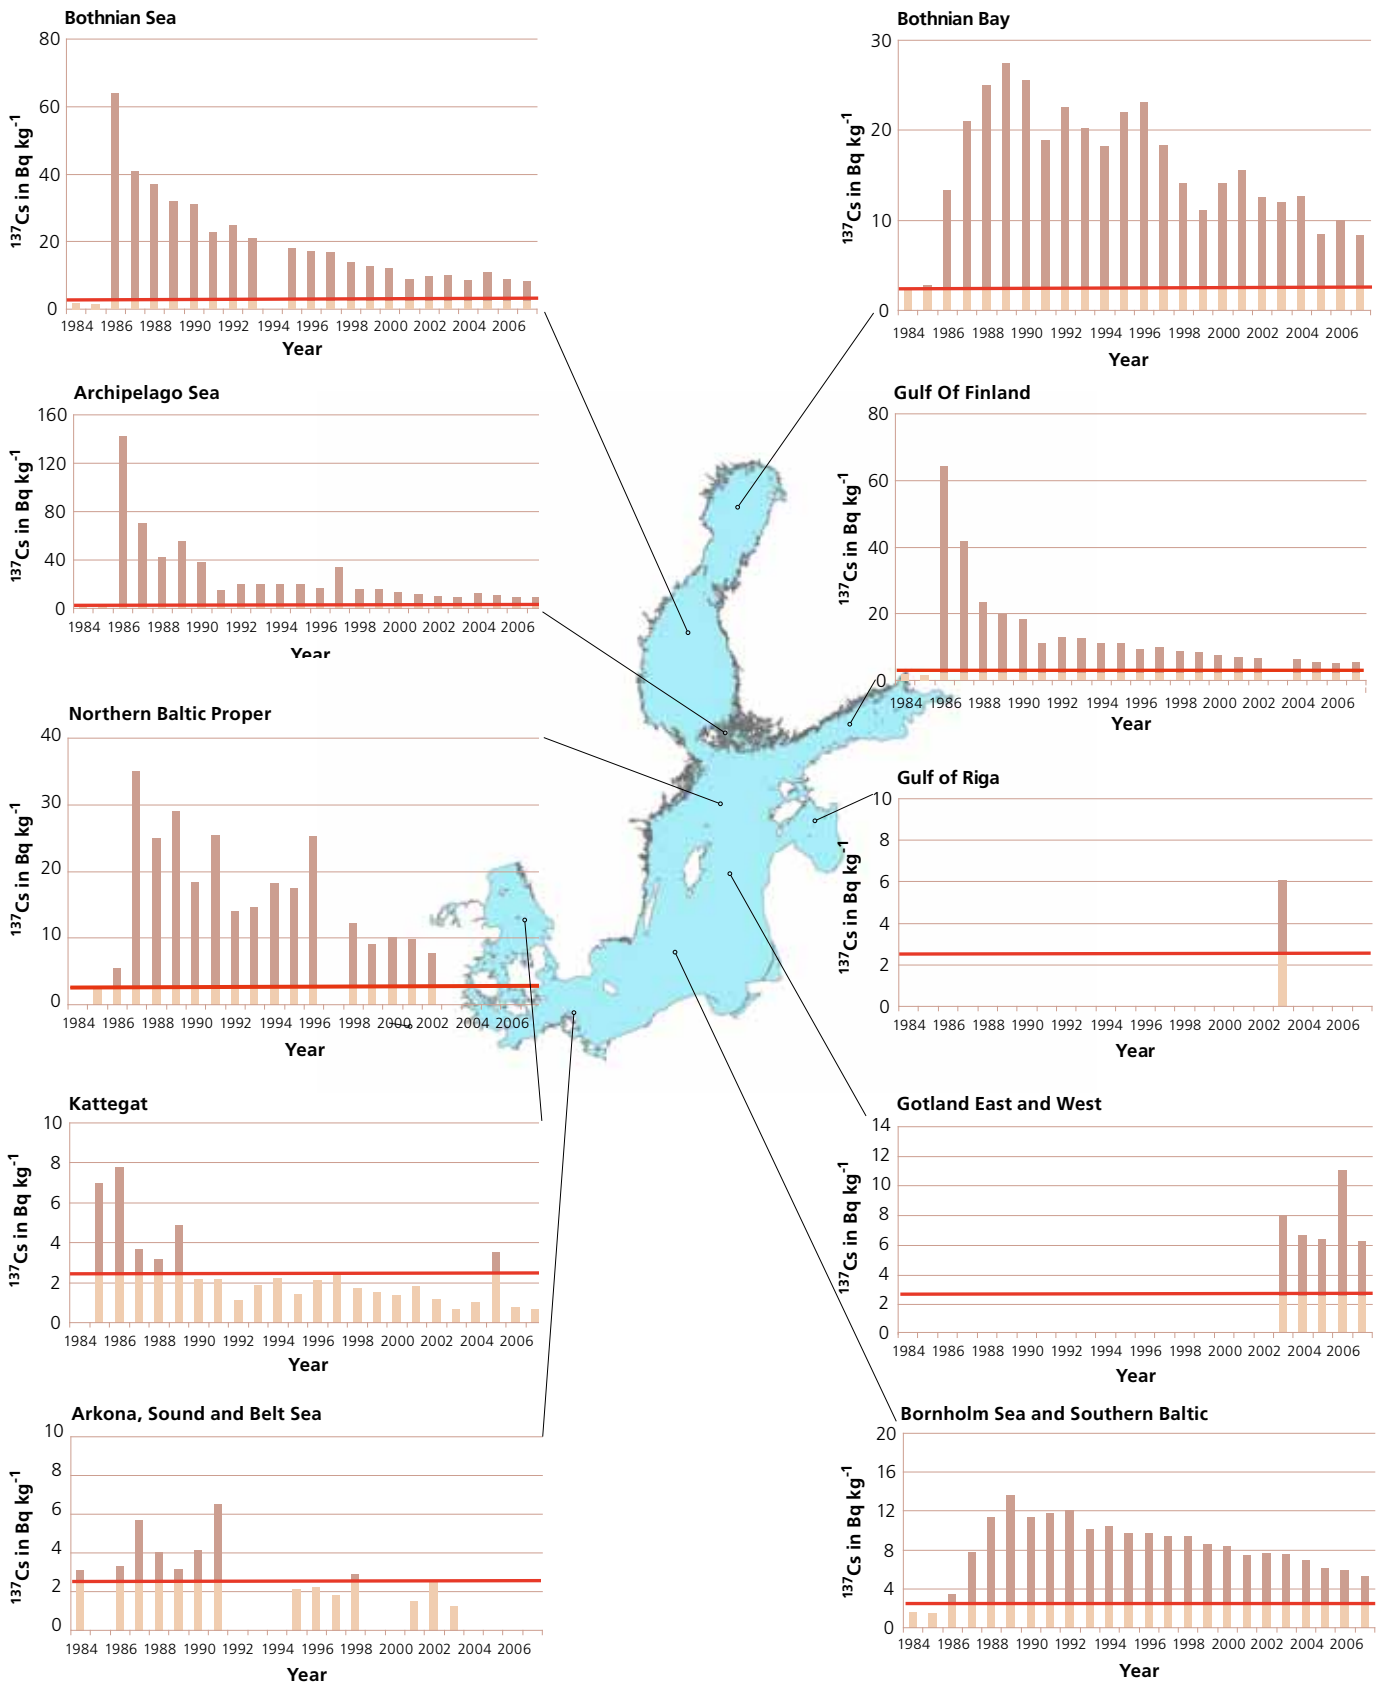 Bothnian Sea
80
60
40
20
0
137Cs in Bq kg-1
1984 1986 1988 1990 1992 1994 1996 1998 2000 2002 2004 2006
Year
Bothnian Bay
30
20
10
0
137Cs in Bq kg-1
1984 1986 1988 1990 1992 1994 1996 1998 2000 2002 2004 2006
Year
Archipelago Sea
160
120
80
40
0
137Cs in Bq kg-1
1984 1986 1988 1990 1992 1994 1996 1998 2000 2002 2004 2006
Year
Gulf Of Finland
80
60
40
20
0
137Cs in Bq kg-1
1984 1986 1988 1990 1992 1994 1996 1998 2000 2002 2004 2006
Year
Northern Baltic Proper
40
30
20
10
0
137Cs in Bq kg-1
1984 1986 1988 1990 1992 1994 1996 1998 2000 2002 2004 2006
Year
Gulf of Riga
10
8
6
4
2
0
137Cs in Bq kg-1
1984 1986 1988 1990 1992 1994 1996 1998 2000 2002 2004 2006
Year
Kattegat
10
8
6
4
2
0
137Cs in Bq kg-1
1984 1986 1988 1990 1992 1994 1996 1998 2000 2002 2004 2006
Year
Gotland East and West
14
12
10
8
6
4
2
0
137Cs in Bq kg-1
1984 1986 1988 1990 1992 1994 1996 1998 2000 2002 2004 2006
Year
Arkona, Sound and Belt Sea
10
8
6
4
2
0
137Cs in Bq kg-1
1984 1986 1988 1990 1992 1994 1996 1998 2000 2002 2004 2006
Year
Bornholm Sea and Southern Baltic
20
16
12
8
4
0
137Cs in Bq kg-1
1984 1986 1988 1990 1992 1994 1996 1998 2000 2002 2004 2006
Year